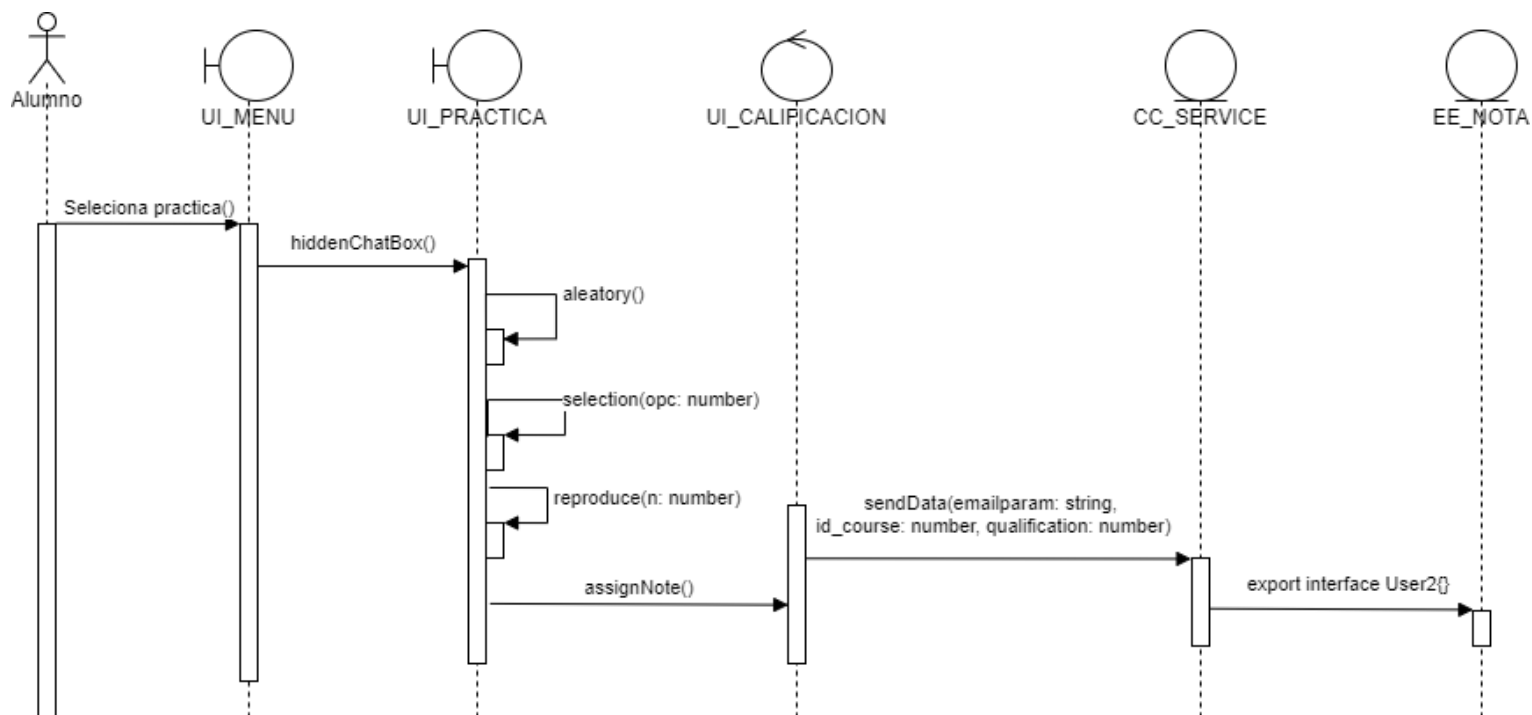 Alumno
UI_MENU
UI_PRACTICA
UI_CALIFICACION
CC_SERVICE
EE_NOTA
Seleciona practica()
hiddenChatBox()
aleatory()
selection(opc: number)
reproduce(n: number)
sendData(emailparam: string,
id_course: number, qualification: number)
assignNote()
export interface User2{}